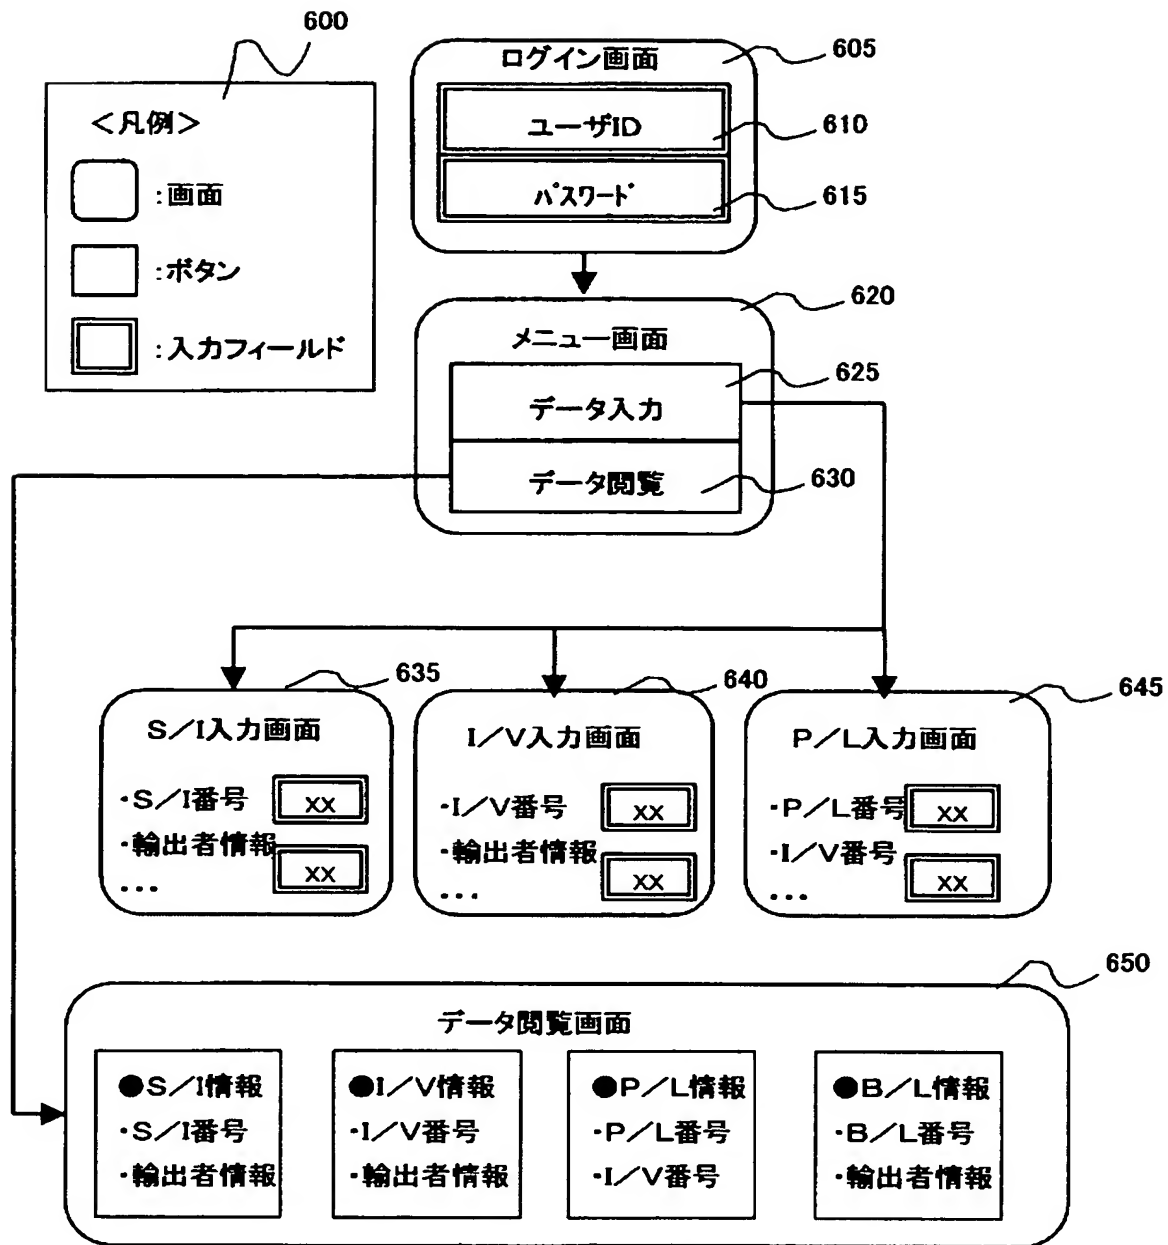 600
<凡例>
:画面
:ボタン
:入力フィールド
ログイン画面
605
ユーザID
610
パスワード
615
メニュー画面
620
データ入力
625
データ閲覧
630
S/I入力画面
635
・S/I番号
xx
・輸出者情報
xx
...
I/V入力画面
640
・I/V番号
xx
・輸出者情報
xx
...
P/L入力画面
645
・P/L番号
xx
・I/V番号
xx
...
データ閲覧画面
650
●S/I情報
・S/I番号
・輸出者情報
●I/V情報
・I/V番号
・輸出者情報
●P/L情報
・P/L番号
・I/V番号
●B/L情報
・B/L番号
・輸出者情報